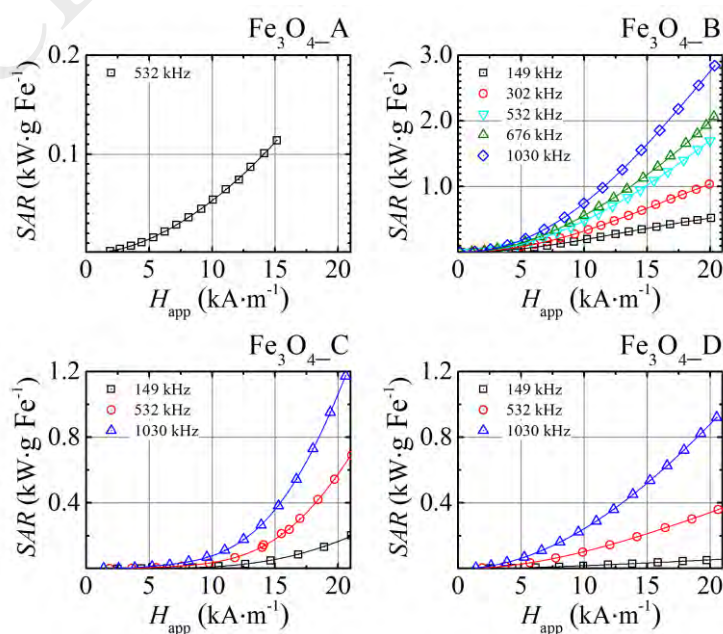 Fe3O4—A
SAR (kW·g Fe-1)
0.2
0.1
532 kHz
0 5 10 15 20
Happ (kA·m-1)
Fe3O4—B
SAR (kW·g Fe-1)
3.0
2.0
1.0
149 kHz
302 kHz
532 kHz
676 kHz
1030 kHz
0 5 10 15 20
Happ (kA·m-1)
Fe3O4—C
SAR (kW·g Fe-1)
1.2
0.8
0.4
149 kHz
532 kHz
1030 kHz
0 5 10 15 20
Happ (kA·m-1)
Fe3O4—D
SAR (kW·g Fe-1)
1.2
0.8
0.4
149 kHz
532 kHz
1030 kHz
0 5 10 15 20
Happ (kA·m-1)